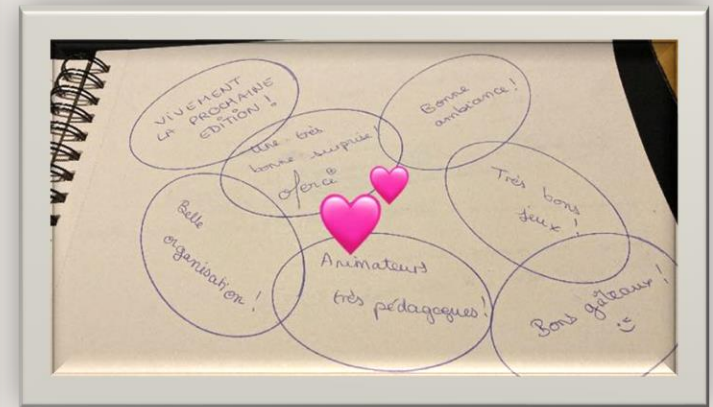 VIVEMENT
LA PROCHAINE
EDITION !
Bonne
ambiance !
Une très
bonne surprise !
Très bons
jeux !
Belle
organisation !
Animateurs
très pédagogues !
Bons gâteaux !